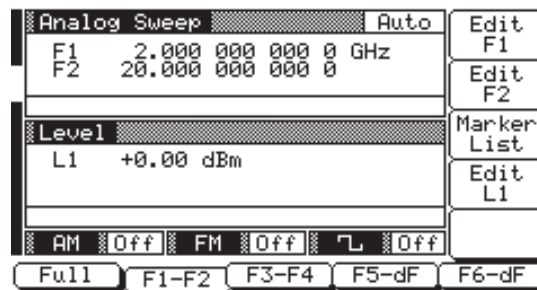 Analog Sweep Auto
F1 2.000 000 000 0 GHz
F2 20.000 000 000 0
Level
L1 +0.00 dBm
AM Off FM Off Off
Edit
F1
Edit
F2
Marker
List
Edit
L1
Full F1-F2 F3-F4 F5-dF F6-dF